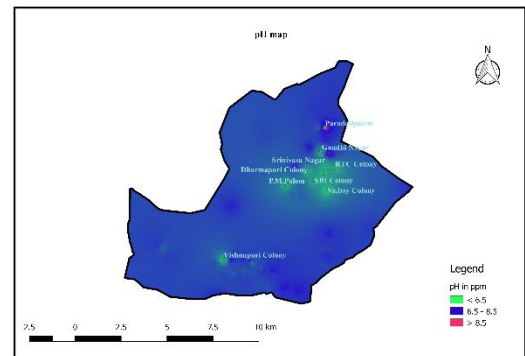 pH map
N
Paradesipalem
Gandhi Nagar
Srinivasa Nagar
RTC Colony
Dharmapuri Colony
P.M.Palem
SBI Colony
Va,bay Colony
Vishnupuri Colony
Legend
pH in ppm
< 6.5
6.5 - 8.5
> 8.5
2.5 0 2.5 5 7.5 10 km